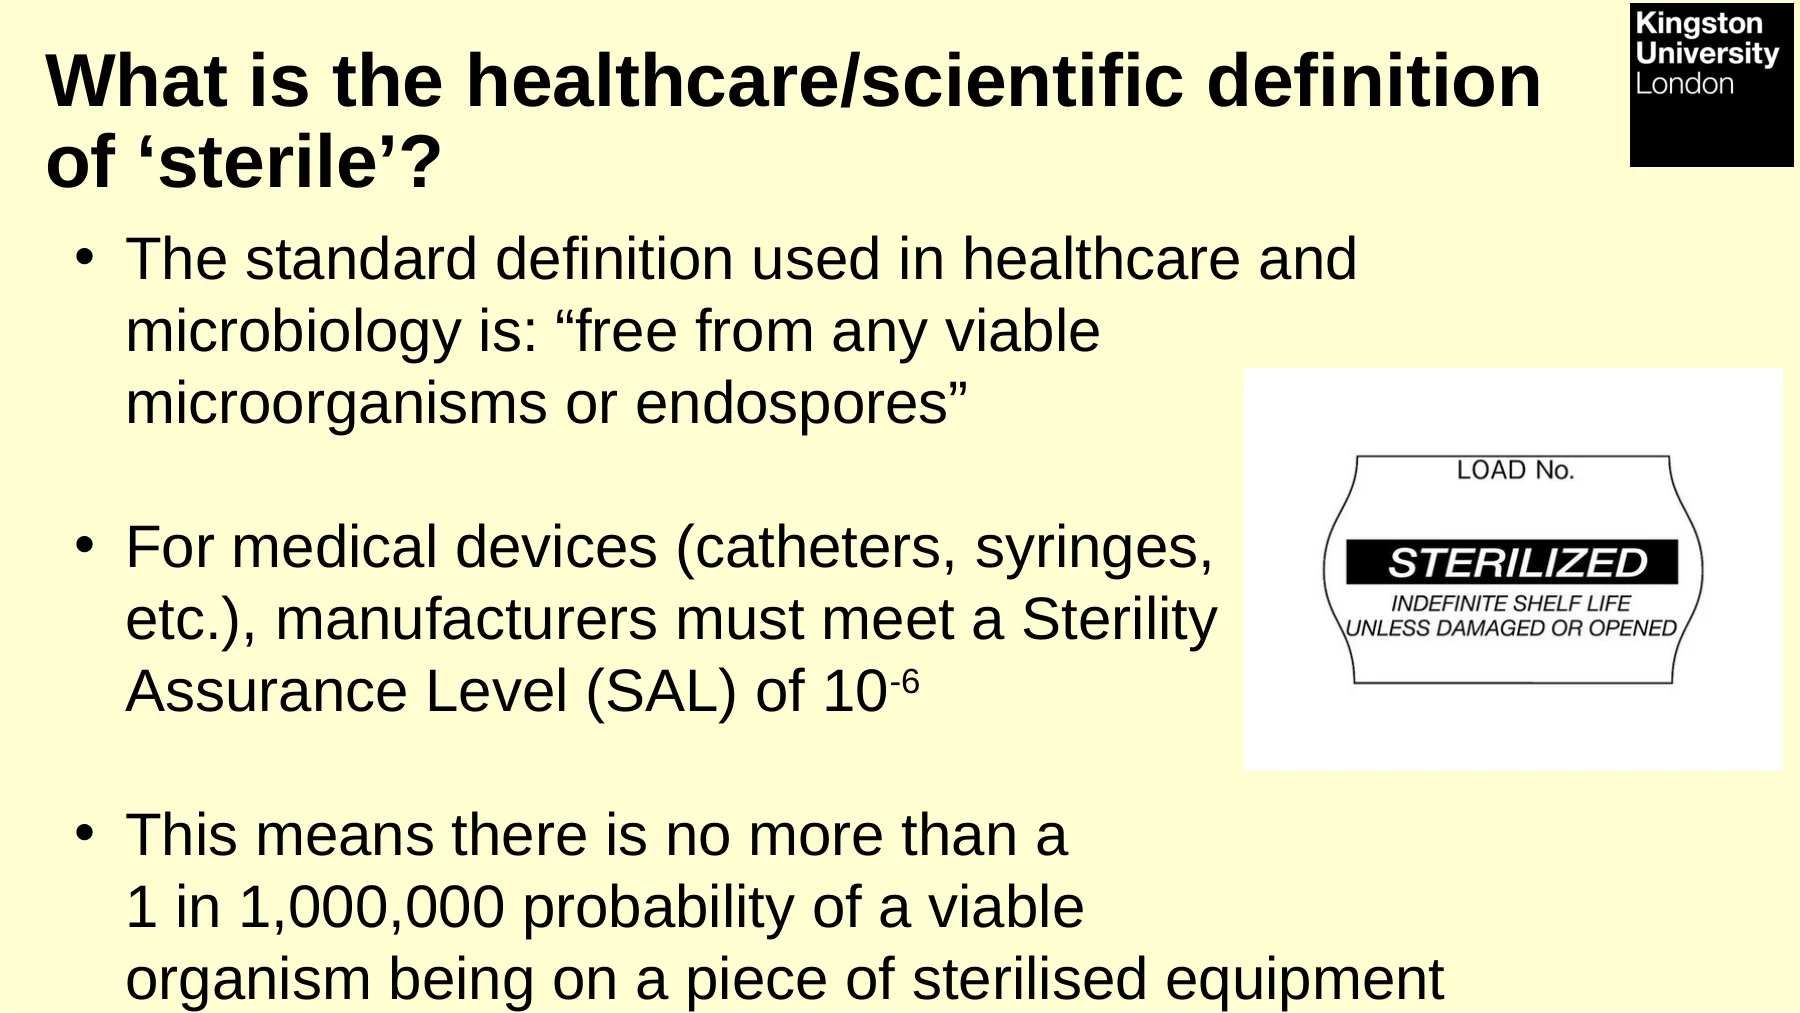 Kingston
University
London
What is the healthcare/scientific definition
of ‘sterile’?
• The standard definition used in healthcare and
microbiology is: “free from any viable
microorganisms or endospores”
• For medical devices (catheters, syringes,
etc.), manufacturers must meet a Sterility
Assurance Level (SAL) of 10-6
• This means there is no more than a
1 in 1,000,000 probability of a viable
organism being on a piece of sterilised equipment
LOAD No.
STERILIZED
INDEFINITE SHELF LIFE
UNLESS DAMAGED OR OPENED